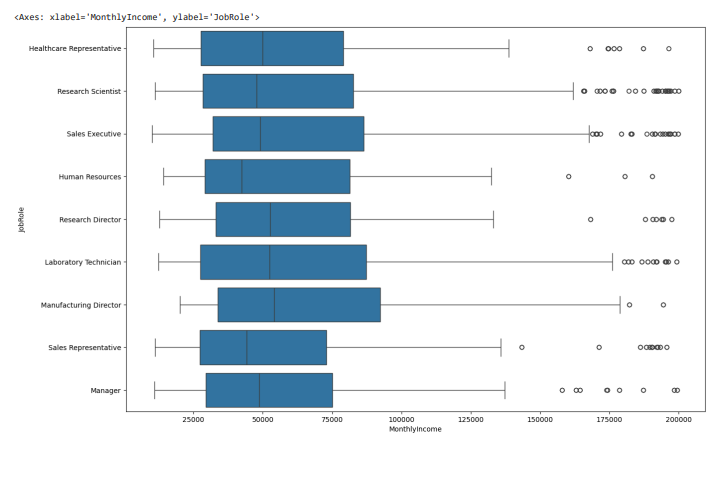 <Axes: xlabel='MonthlyIncome', ylabel='JobRole'>
Healthcare Representative
Research Scientist
Sales Executive
Human Resources
Research Director
Laboratory Technician
Manufacturing Director
Sales Representative
Manager
JobRole
25000 50000 75000 100000 125000 150000 175000 200000
MonthlyIncome